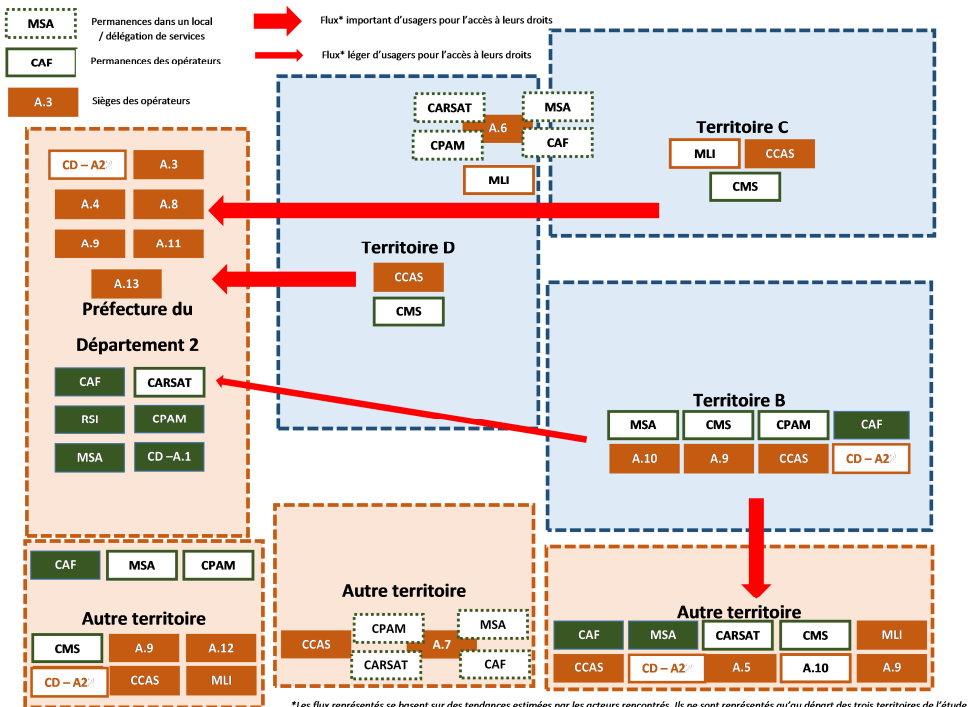 MSA
Permanences dans un local
/ délégation de services
Flux* important d'usagers pour l'accès à leurs droits
CAF
Permanences des opérateurs
Flux* léger d'usagers pour l'accès à leurs droits
A.3
Sièges des opérateurs
CD – A2
A.3
A.4
A.8
A.9
A.11
A.13
Préfecture du
Département 2
CAF
CARSAT
RSI
CPAM
MSA
CD –A.1
CARSAT
MSA
A.6
CPAM
CAF
MLI
Territoire D
CCAS
CMS
Territoire C
MLI
CCAS
CMS
Territoire B
MSA
CMS
CPAM
CAF
A.10
A.9
CCAS
CD – A2
CAF
MSA
CPAM
Autre territoire
CMS
A.9
A.12
CD – A2
CCAS
MLI
Autre territoire
CPAM
MSA
CCAS
A.7
CARSAT
CAF
Autre territoire
CAF
MSA
CARSAT
CMS
MLI
CCAS
CD – A2
A.5
A.10
A.9
*Les flux représentés se basent sur des tendances estimées par les acteurs rencontrés. Ils ne sont représentés qu'au départ des trois territoires de l'étude